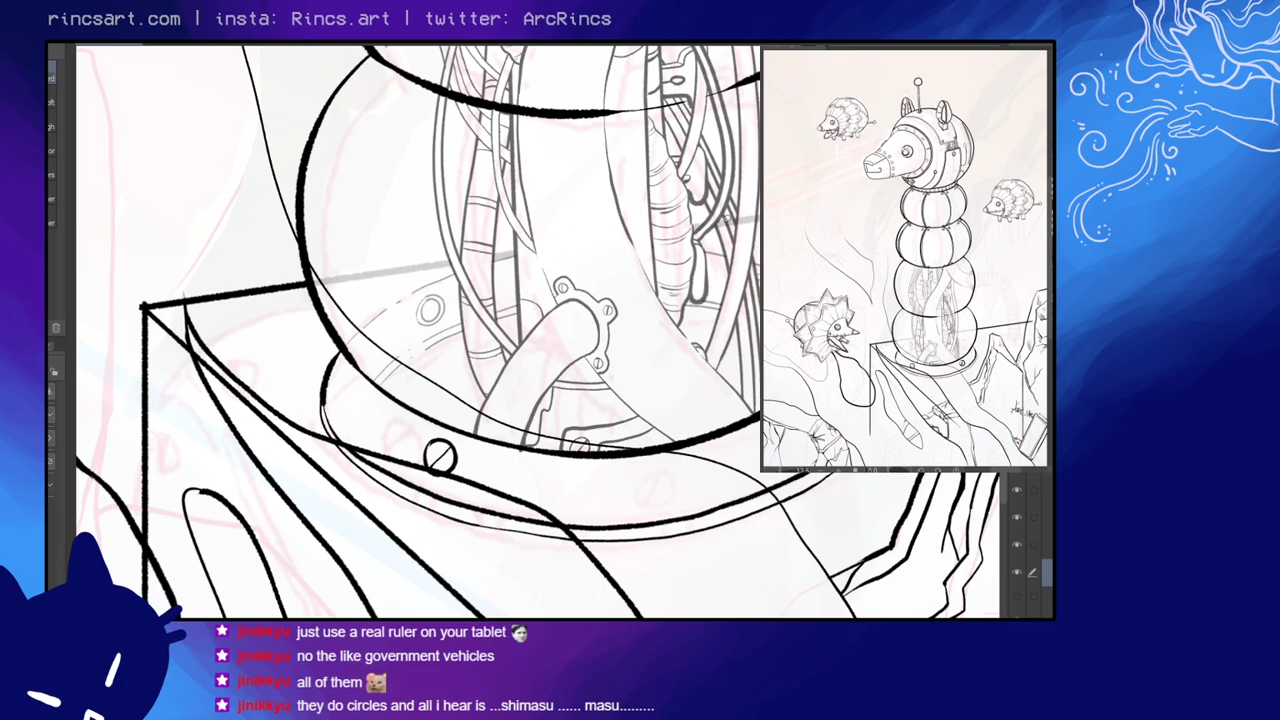 rincsart.com | insta: Rincs.art | twitter: ArcRincs
jinikkyu just use a real ruler on your tablet
jinikkyu no the like government vehicles
jinikkyu all of them
jinikkyu they do circles and all i hear is ...shimasu ...... masu.........